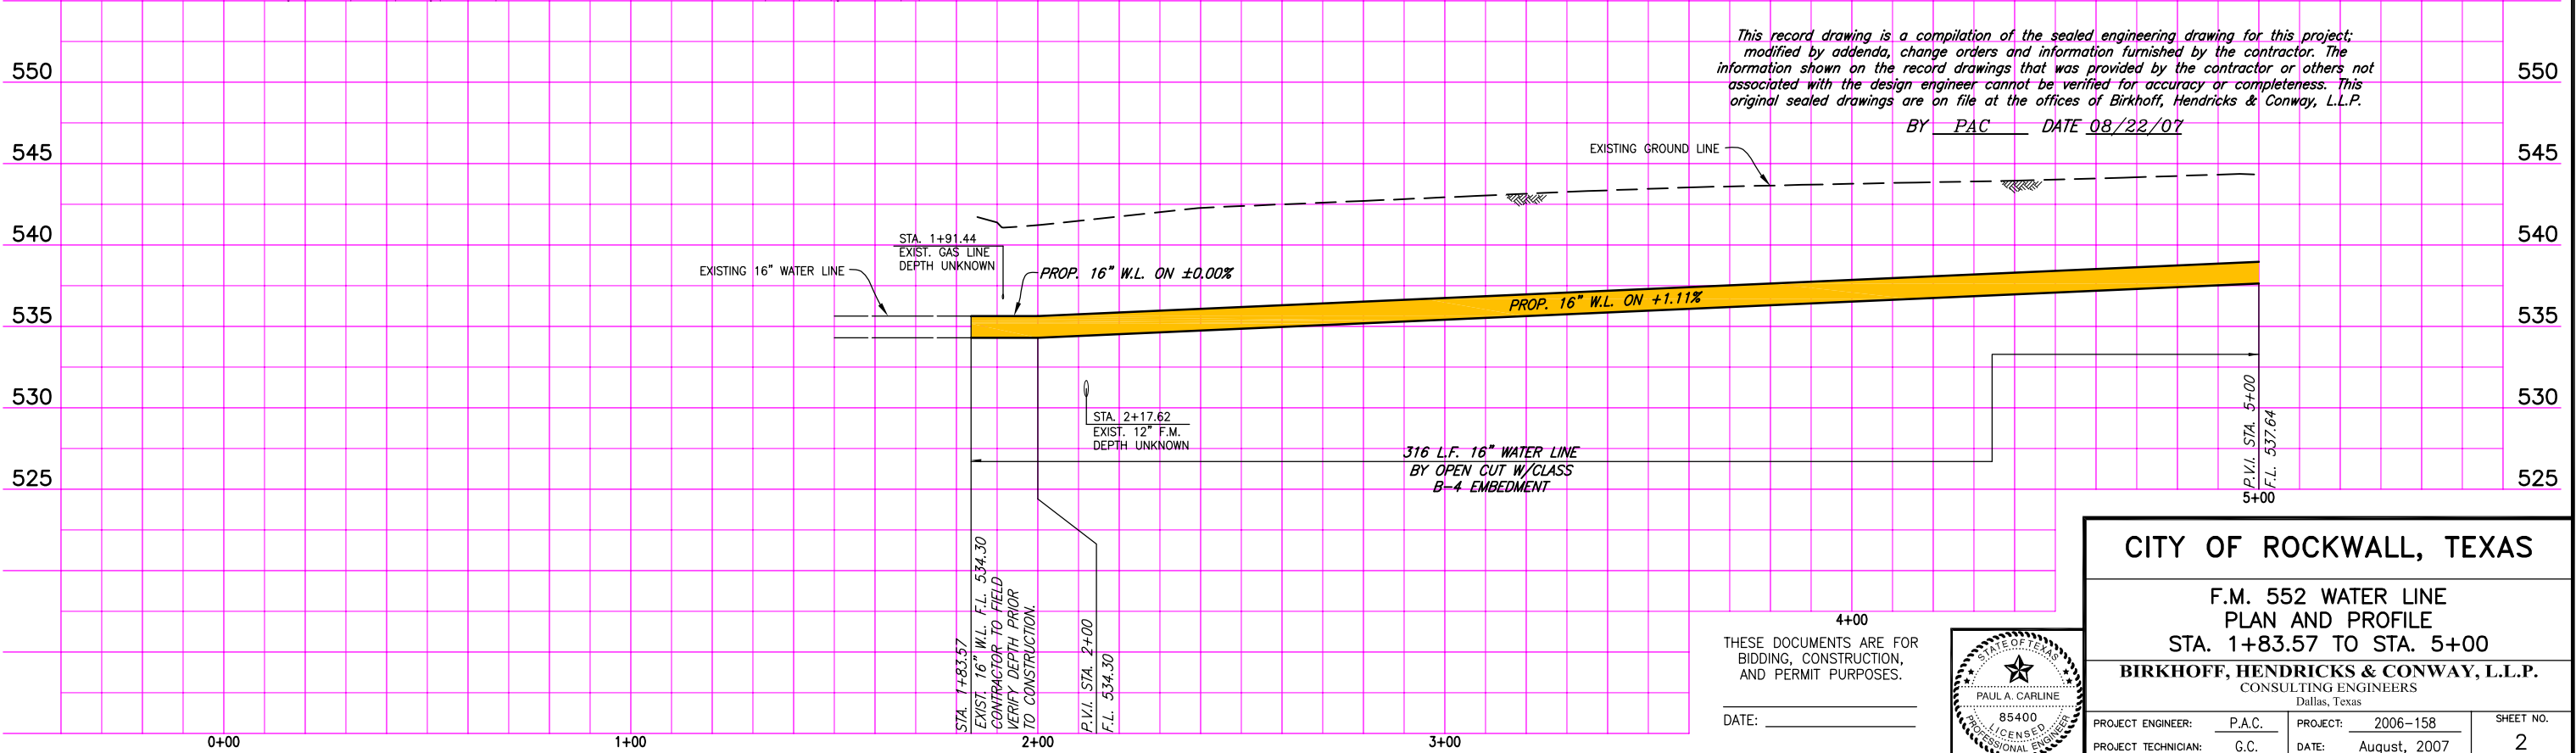 This record drawing is a compilation of the sealed engineering drawing for this project;
modified by addenda, change orders and information furnished by the contractor. The
information shown on the record drawings that was provided by the contractor or others not
associated with the design engineer cannot be verified for accuracy or completeness. This
original sealed drawings are on file at the offices of Birkhoff, Hendricks & Conway, L.L.P.
BY PAC DATE 08/22/07
550
550
545
545
540
540
535
535
530
530
525
525
EXISTING GROUND LINE
STA. 1+91.44
EXIST. GAS LINE
DEPTH UNKNOWN
EXISTING 16" WATER LINE
PROP. 16" W.L. ON ±0.00%
PROP. 16" W.L. ON +1.11%
STA. 2+17.62
EXIST. 12" F.M.
DEPTH UNKNOWN
316 L.F. 16" WATER LINE
BY OPEN CUT W/CLASS
B-4 EMBEDMENT
P.V.I. STA. 5+00
F.L. 537.64
5+00
STA. 1+83.57
EXIST. 16" W.L. F.L. 534.30
CONTRACTOR TO FIELD
VERIFY DEPTH PRIOR
TO CONSTRUCTION.
P.V.I. STA. 2+00
F.L. 534.30
0+00
1+00
2+00
3+00
4+00
THESE DOCUMENTS ARE FOR
BIDDING, CONSTRUCTION,
AND PERMIT PURPOSES.
DATE:
STATE OF TEXAS
PAUL A. CARLINE
85400
LICENSED
PROFESSIONAL ENGINEER
CITY OF ROCKWALL, TEXAS
F.M. 552 WATER LINE
PLAN AND PROFILE
STA. 1+83.57 TO STA. 5+00
BIRKHOFF, HENDRICKS & CONWAY, L.L.P.
CONSULTING ENGINEERS
Dallas, Texas
PROJECT ENGINEER: P.A.C.
PROJECT: 2006-158
SHEET NO.
PROJECT TECHNICIAN: G.C.
DATE: August, 2007
2